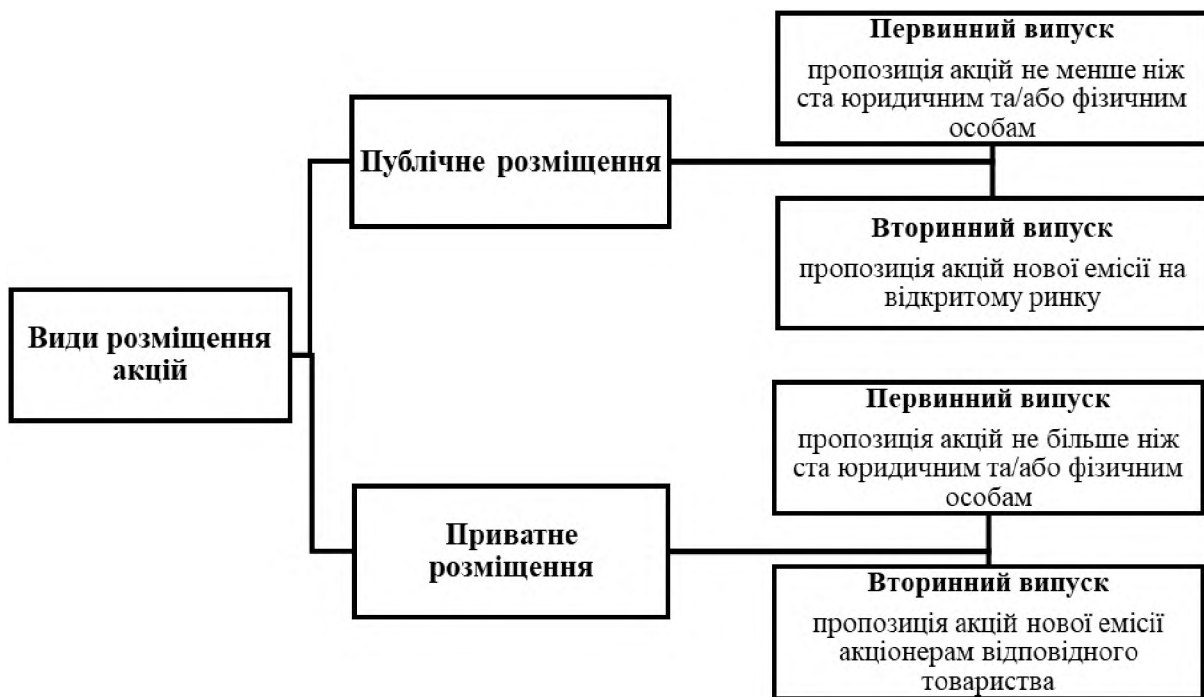 Види розміщення
акцій
Публічне розміщення
Первинний випуск
пропозиція акцій не менше ніж
ста юридичним та/або фізичним
особам
Вторинний випуск
пропозиція акцій нової емісії на
відкритому ринку
Приватне
розміщення
Первинний випуск
пропозиція акцій не більше ніж
ста юридичним та/або фізичним
особам
Вторинний випуск
пропозиція акцій нової емісії
акціонерам відповідного
товариства